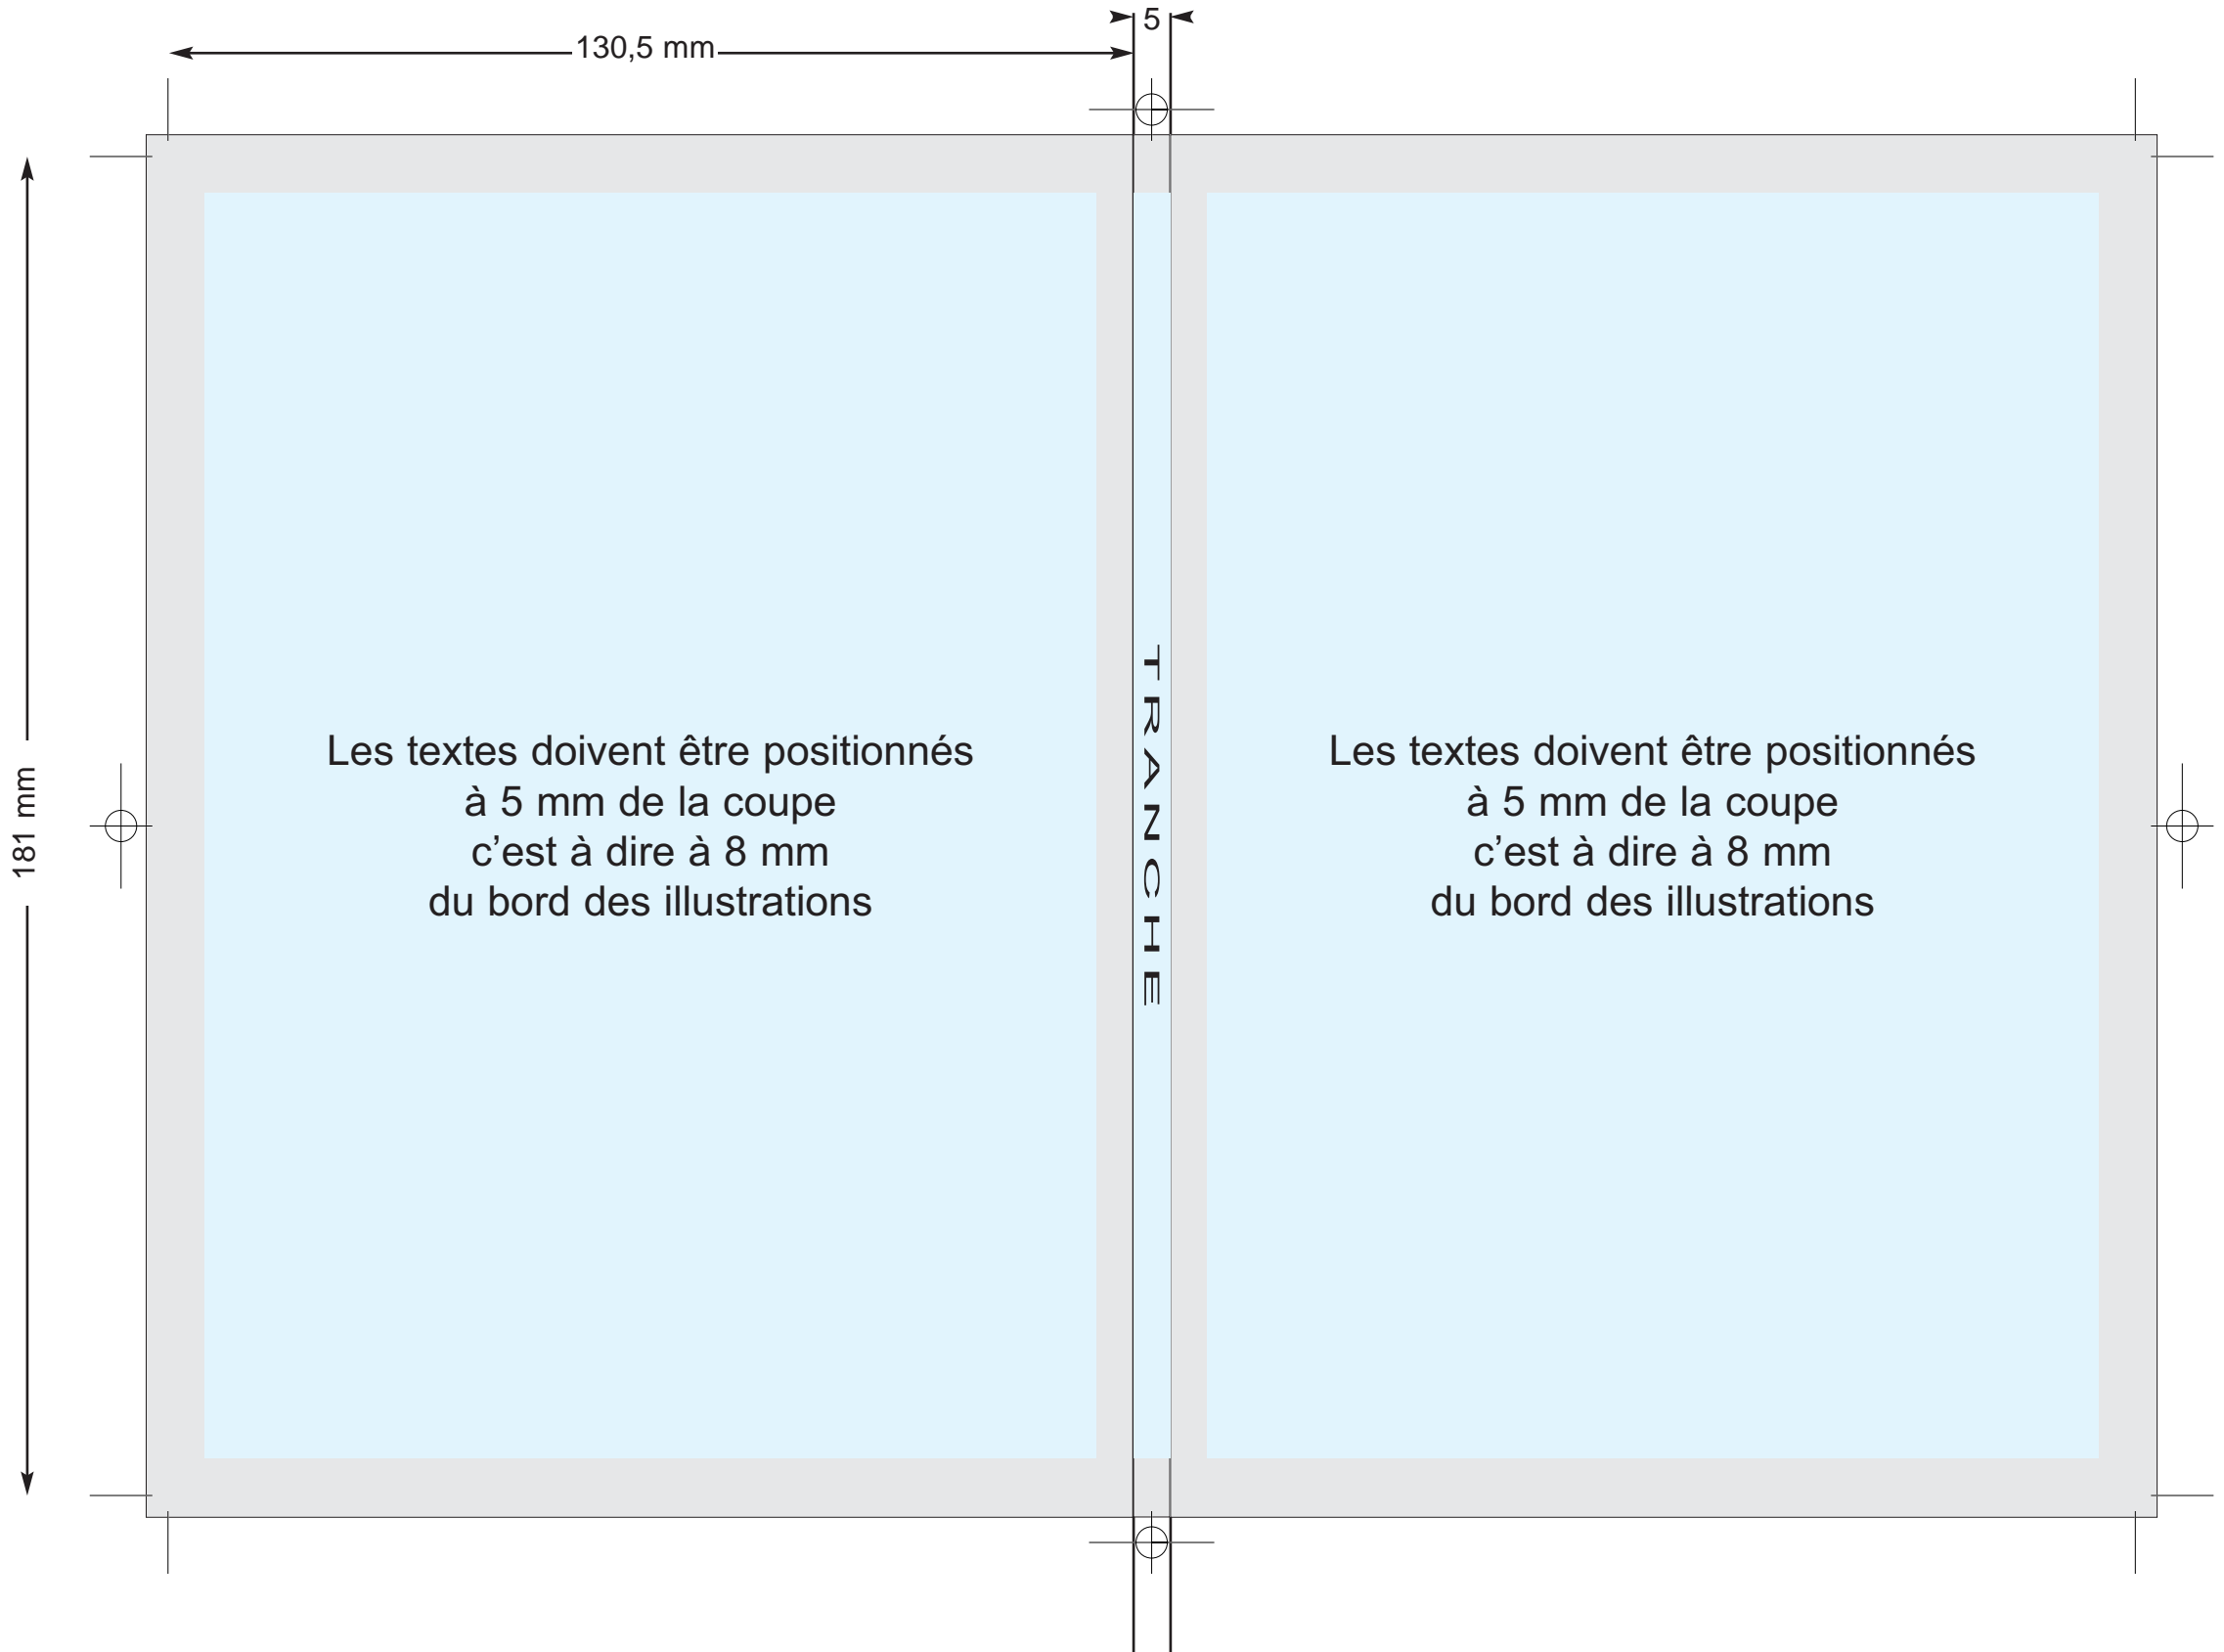 5
130,5 mm
181 mm
Les textes doivent être positionnés
à 5 mm de la coupe
c’est à dire à 8 mm
du bord des illustrations
TRANCHE
Les textes doivent être positionnés
à 5 mm de la coupe
c’est à dire à 8 mm
du bord des illustrations